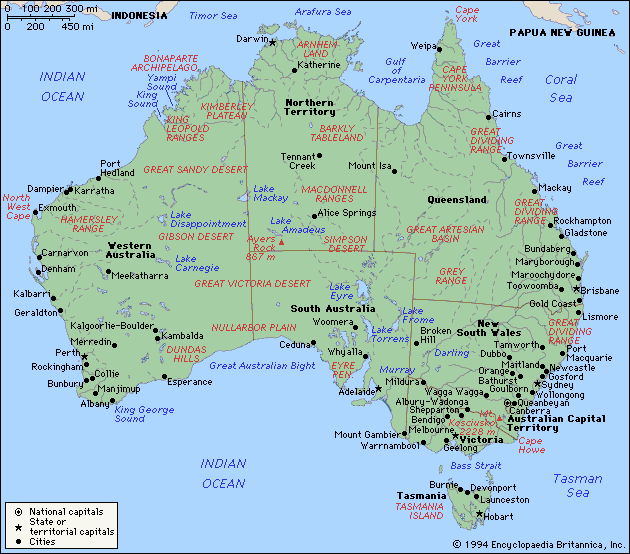 0 100 200 300 mi
0 200 450 mi
INDONESIA
Timor Sea
Arafura Sea
Cape
York
PAPUA NEW GUINEA
Darwin
ARNHEM
LAND
Weipa
Great
Barrier
Reef
BONAPARTE
ARCHIPELAGO
Katherine
Gulf
of
Carpentaria
CAPE
YORK
PENINSULA
Coral
Sea
INDIAN
OCEAN
Yampi
Sound
King
Sound
KIMBERLEY
PLATEAU
Northern
Territory
Cairns
KING
LEOPOLD
RANGES
BARKLY
TABLELAND
GREAT
DIVIDING
RANGE
Great
Barrier
Reef
Port
Hedland
GREAT SANDY DESERT
Tennant
Creek
Mount Isa
Townsville
Dampier
Karratha
Lake
Mackay
MACDONNELL
RANGES
Mackay
North
West
Cape
Exmouth
HAMERSLEY
RANGE
Lake
Disappointment
Lake
Amadeus
Alice Springs
Queensland
GREAT
DIVIDING
RANGE
Rockhampton
Gladstone
GIBSON DESERT
Ayers
Rock
867 m
SIMPSON
DESERT
GREAT ARTESIAN
BASIN
Western
Australia
Carnarvon
Denham
Meekatharra
Lake
Carnegie
GREY
RANGE
Bundaberg
Maryborough
Maroochydore
Toowoomba
Brisbane
Kalbarri
GREAT VICTORIA DESERT
Lake
Eyre
Gold Coast
Lismore
Geraldton
South Australia
Lake
Frome
Kalgoorlie-Boulder
NULLARBOR PLAIN
Woomera
Lake
Torrens
Broken
Hill
New
South Wales
GREAT
DIVIDING
RANGE
Merredin
Kambalda
Ceduna
Whyalla
Darling
Tamworth
Dubbo
Port
Macquarie
Perth
DUNDAS
HILLS
Great Australian Bight
EYRE
PEN.
Murray
Maitland
Newcastle
Rockingham
Collie
Orange
Gosford
Bunbury
Manjimup
Esperance
Adelaide
Mildura
Bathurst
Sydney
Wagga Wagga
Goulborn
Wollongong
Albany
King George
Sound
Albury-Wadonga
Queanbeyan
Canberra
Shepparton
Mt.
Kosciusko
2228 m
Australian Capital
Territory
Bendigo
Mount Gambier
Melbourne
Victoria
Cape
Howe
Warrnambool
Geelong
INDIAN
OCEAN
Bass Strait
Tasman
Sea
Burnie
Devonport
Launceston
Tasmania
TASMANIA
ISLAND
Hobart
National capitals
State or
territorial capitals
Cities
© 1994 Encyclopaedia Britannica, Inc.